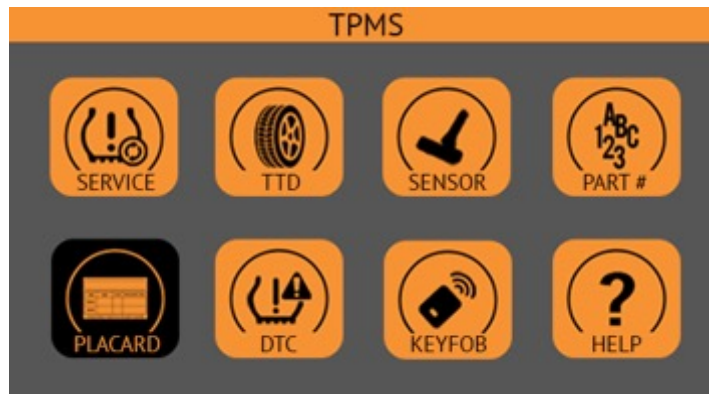 TPMS
SERVICE
TTD
SENSOR
ABC
123
PART #
PLACARD
DTC
KEYFOB
HELP